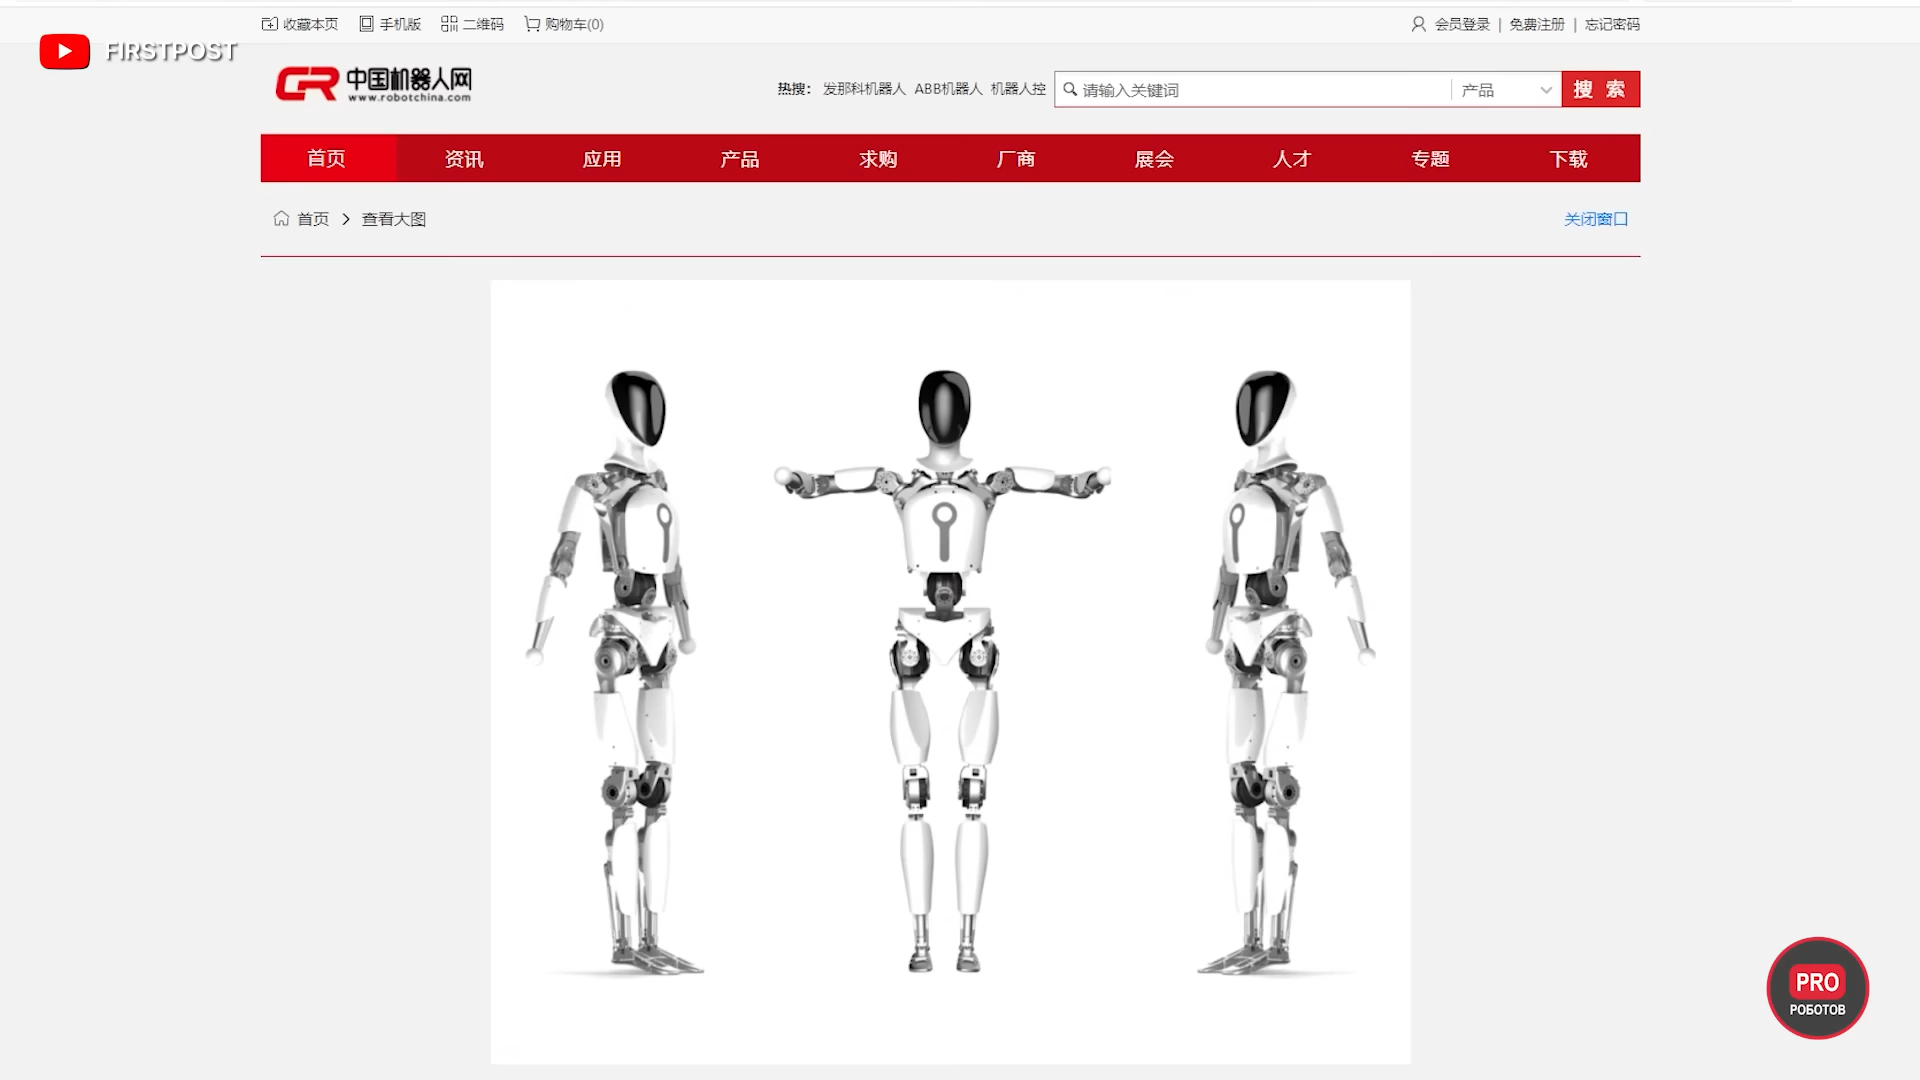 收藏本页 手机版 二维码 购物车(0) 会员登录 | 免费注册 | 忘记密码
FIRSTPOST
GR 中国机器人网
www.robotchina.com
热搜: 发那科机器人 ABB机器人 机器人控 请输入关键词 产品 搜 索
首页 资讯 应用 产品 求购 厂商 展会 人才 专题 下载
首页 > 查看大图 关闭窗口
PRO
РОБОТОВ